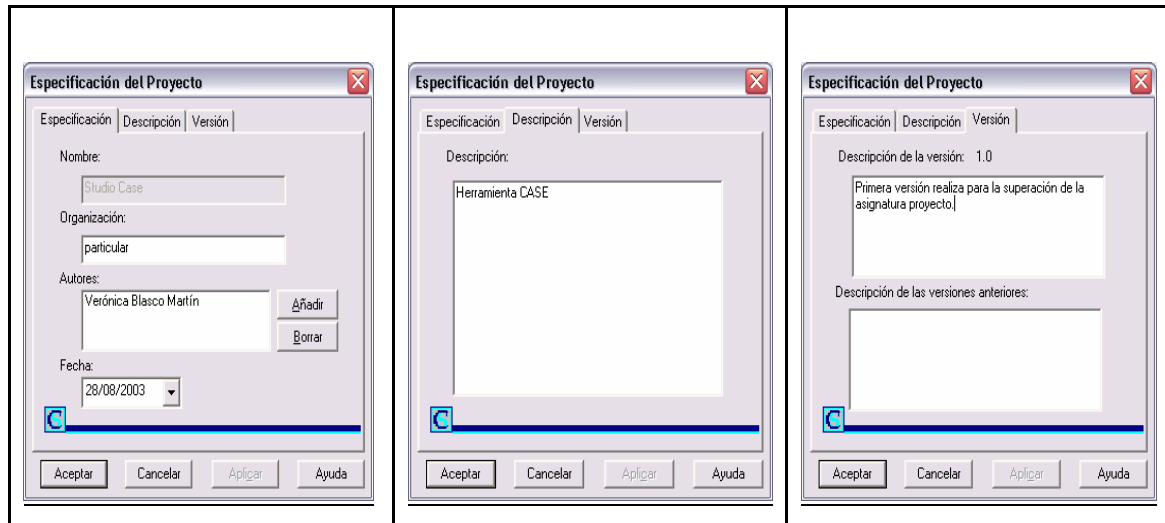 Especificación del Proyecto
Especificación Descripción Versión
Nombre:
Studio Case
Organización:
particular
Autores:
Verónica Blasco Martín
Añadir
Borrar
Fecha:
28/08/2003
C
Aceptar Cancelar Aplicar Ayuda
Especificación del Proyecto
Especificación Descripción Versión
Descripción:
Herramienta CASE
C
Aceptar Cancelar Aplicar Ayuda
Especificación del Proyecto
Especificación Descripción Versión
Descripción de la versión: 1.0
Primera versión realiza para la superación de la
asignatura proyecto.
Descripción de las versiones anteriores:
C
Aceptar Cancelar Aplicar Ayuda